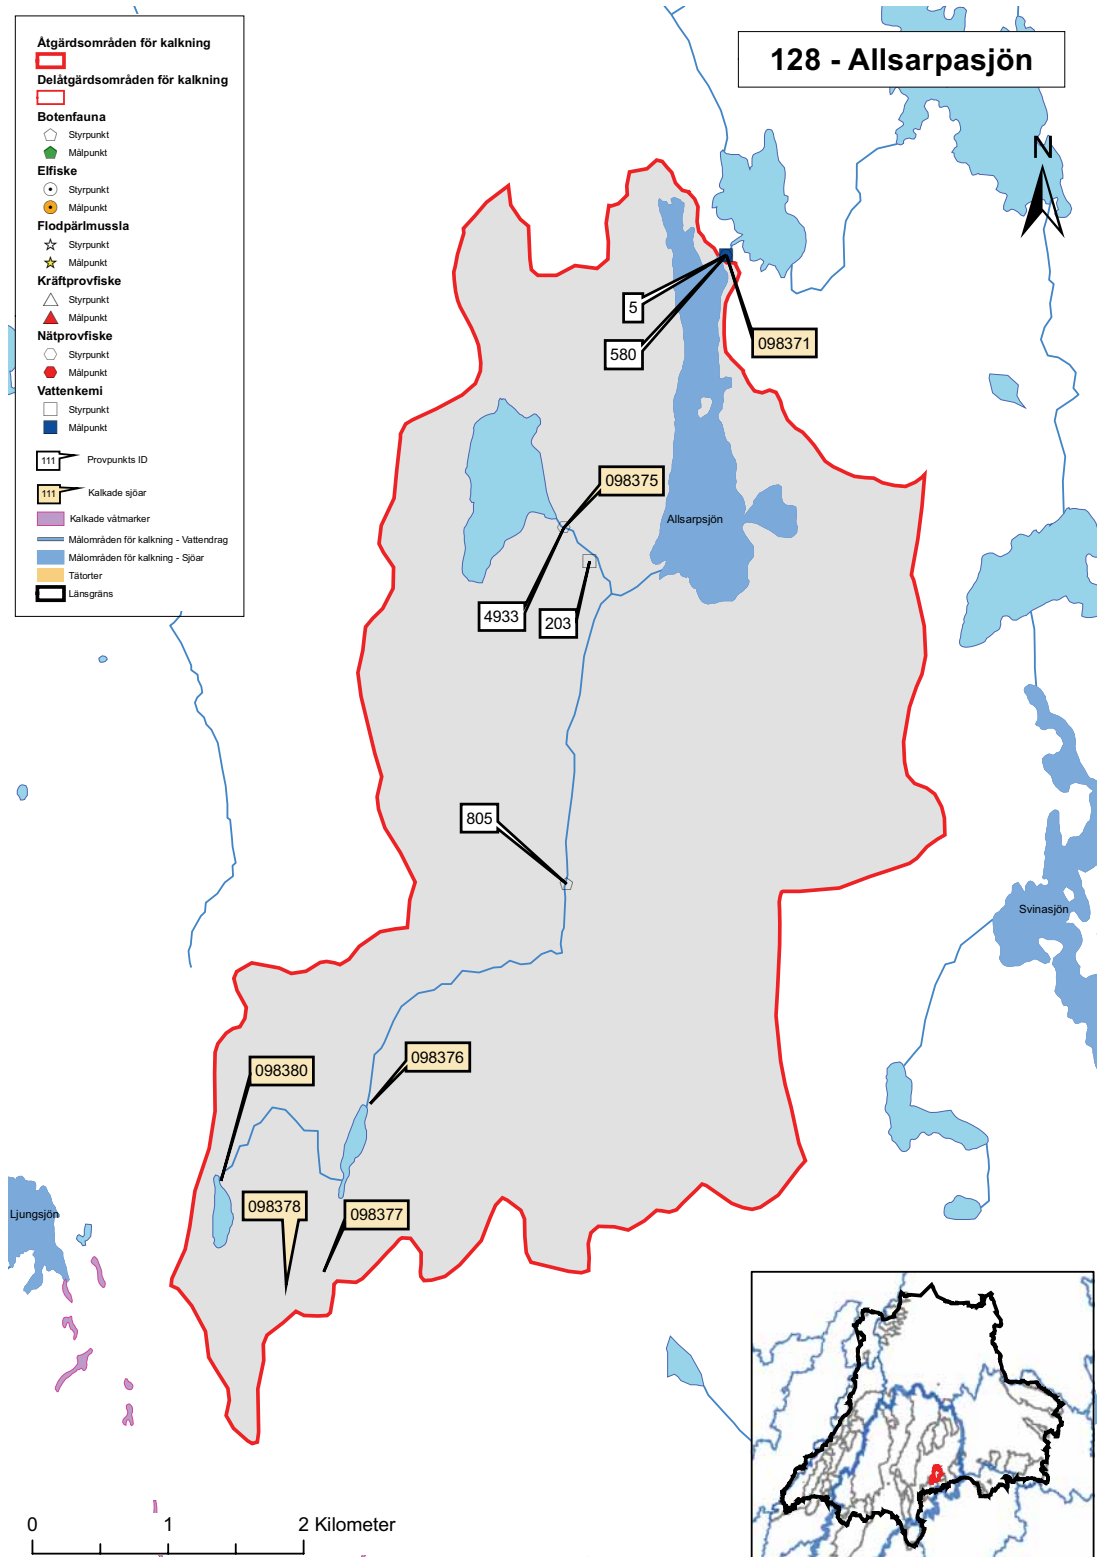 128 - Allsarpasjön
Åtgärdsområden för kalkning
Delåtgärdsområden för kalkning
Botenfauna
Styrpunkt
Målpunkt
Elfiske
Styrpunkt
Målpunkt
Flodpärlmussla
Styrpunkt
Målpunkt
Kräftprovfiske
Styrpunkt
Målpunkt
Nätprovfiske
Styrpunkt
Målpunkt
Vattenkemi
Styrpunkt
Målpunkt
111 Provpunkts ID
111 Kalkade sjöar
Kalkade våtmarker
Målområden för kalkning - Vattendrag
Målområden för kalkning - Sjöar
Tätorter
Länsgräns
N
5
580
098371
098375
Allsarpsjön
4933
203
805
Svinasjön
098376
098380
098378
098377
Ljungsjön
0 1 2 Kilometer